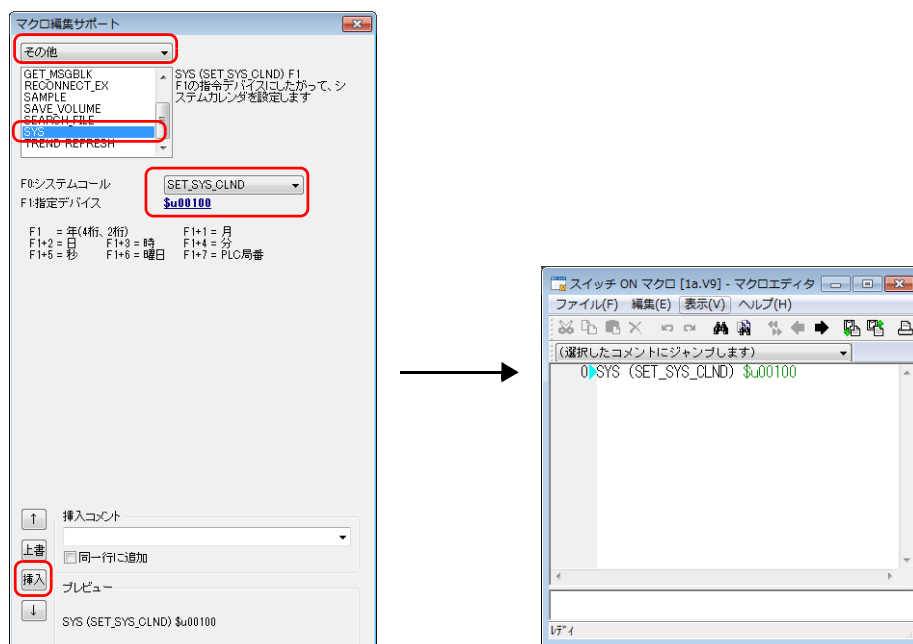 マクロ編集サポート
その他
GET_MSGBLK
RECONNECT_EX
SAMPLE
SAVE_VOLUME
SEARCH_FILE
SYS
TREND REFRESH
SYS (SET_SYS_CLND) F1
F1の指令デバイスにしたがって、シ
ステムカレンダを設定します
F0:システムコール SET_SYS_CLND
F1:指定デバイス $u00100
F1 = 年(4桁、2桁) F1+1 = 月
F1+2 = 日 F1+3 = 時 F1+4 = 分
F1+5 = 秒 F1+6 = 曜日 F1+7 = PLC局番
↑
上書
挿入
↓
挿入コメント
同一行に追加
プレビュー
SYS (SET_SYS_CLND) $u00100
スイッチ ON マクロ [1a.V9] - マクロエディタ
ファイル(F) 編集(E) 表示(V) ヘルプ(H)
(選択したコメントにジャンプします)
0 SYS (SET_SYS_CLND) $u00100
レディ